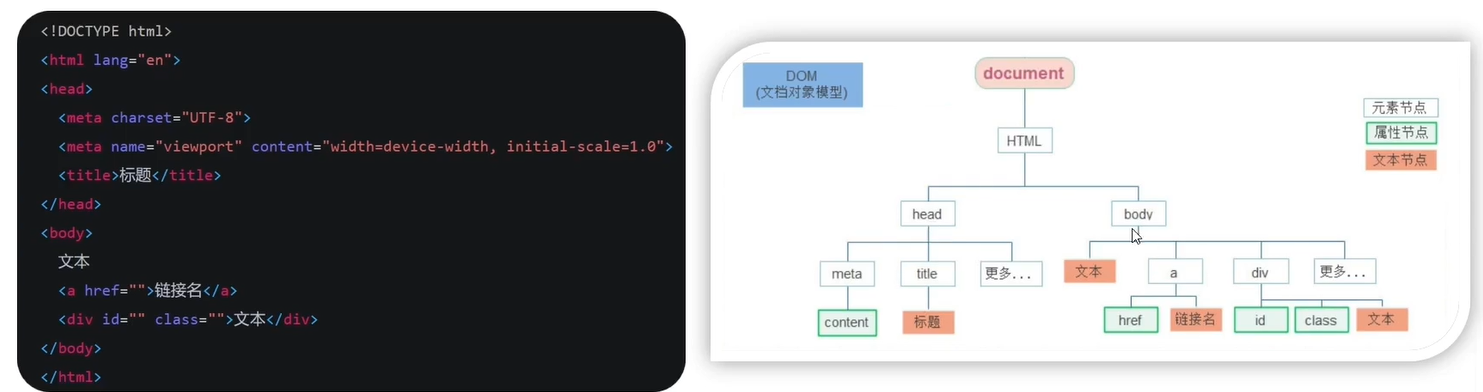 <!DOCTYPE html>
<html lang="en">
<head>
<meta charset="UTF-8">
<meta name="viewport" content="width=device-width, initial-scale=1.0">
<title>标题</title>
</head>
<body>
文本
<a href="">链接名</a>
<div id="" class="">文本</div>
</body>
</html>
DOM
(文档对象模型)
document
元素节点
属性节点
文本节点
HTML
head
body
meta
title
更多...
文本
a
div
更多...
content
标题
href
链接名
id
class
文本